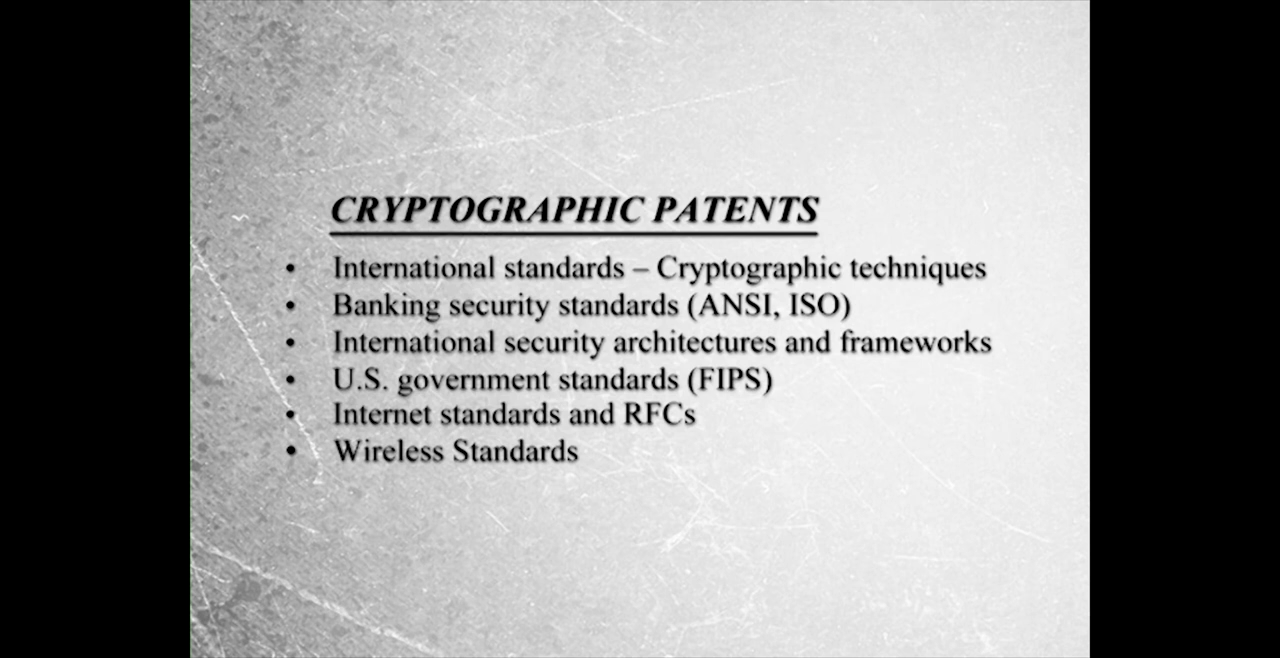 CRYPTOGRAPHIC PATENTS
• International standards – Cryptographic techniques
• Banking security standards (ANSI, ISO)
• International security architectures and frameworks
• U.S. government standards (FIPS)
• Internet standards and RFCs
• Wireless Standards